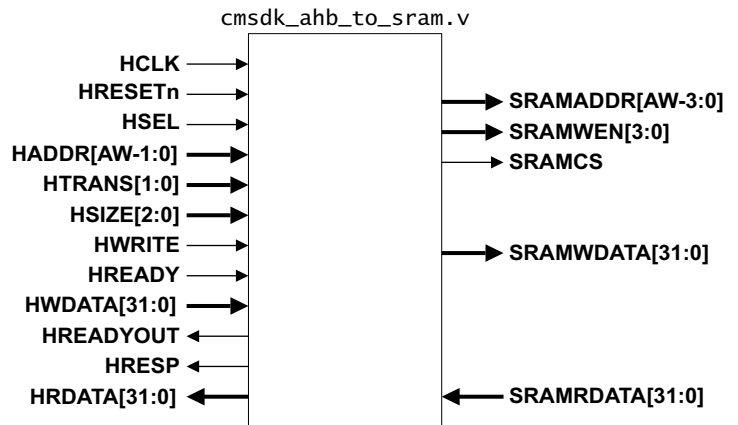 cmsdk_ahb_to_sram.v
HCLK
HRESETn
HSEL
HADDR[AW-1:0]
HTRANS[1:0]
HSIZE[2:0]
HWRITE
HREADY
HWDATA[31:0]
HREADYOUT
HRESP
HRDATA[31:0]
SRAMADDR[AW-3:0]
SRAMWEN[3:0]
SRAMCS
SRAMWDATA[31:0]
SRAMRDATA[31:0]